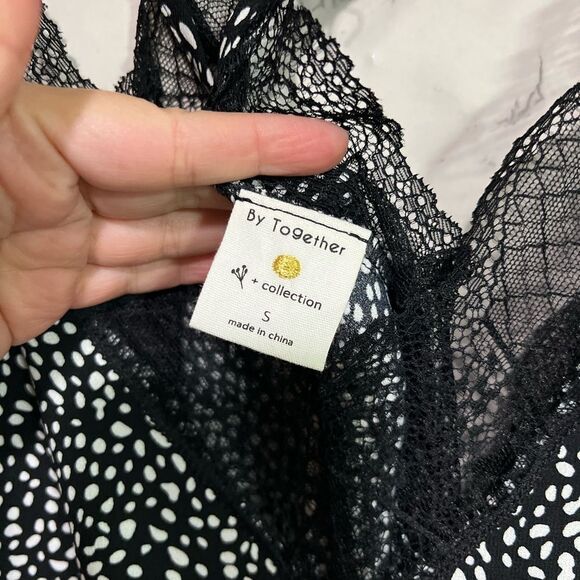 By Together
+ collection
S
made in china